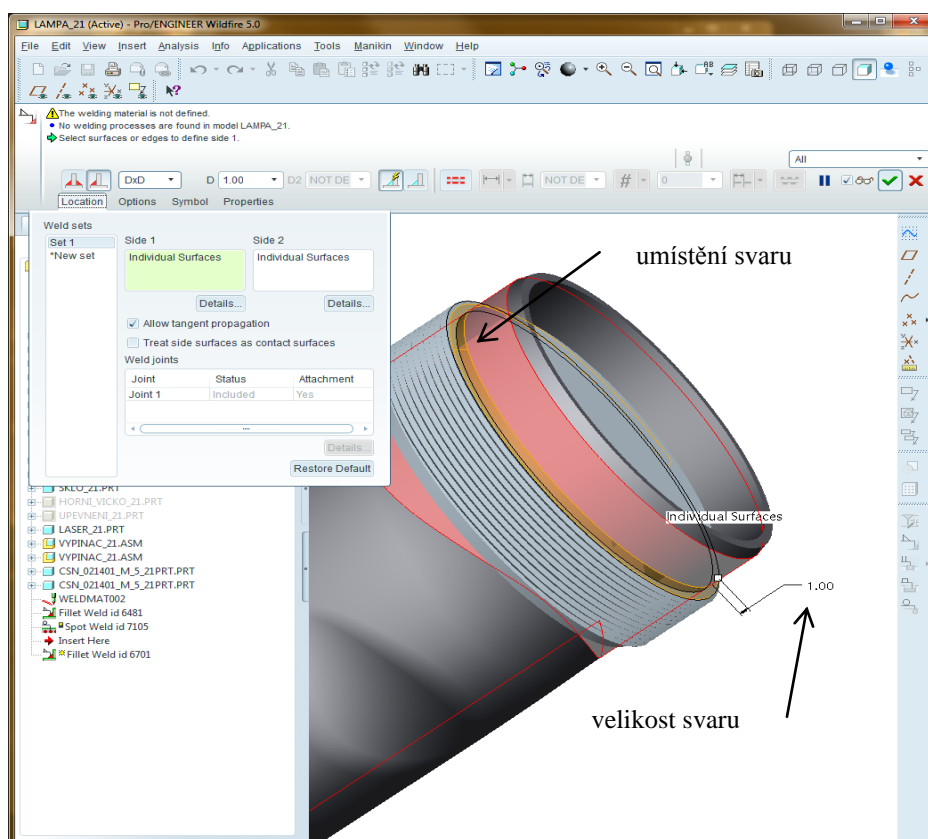 LAMPA_21 (Active) - Pro/ENGINEER Wildfire 5.0
File Edit View Insert Analysis Info Applications Tools Manikin Window Help
The welding material is not defined.
• No welding processes are found in model LAMPA_21.
Select surfaces or edges to define side 1.
All
DxD D 1.00 D2 NOT DE NOT DE # 0
Location Options Symbol Properties
Weld sets
Set 1
*New set
Side 1 Side 2
Individual Surfaces Individual Surfaces
Details... Details...
Allow tangent propagation
Treat side surfaces as contact surfaces
Weld joints
Joint Status Attachment
Joint 1 Included Yes
Details...
Restore Default
SKLO_21.PRT
HORNI_VICKO_21.PRT
UPEVNENI_21.PRT
LASER_21.PRT
VYPINAC_21.ASM
VYPINAC_21.ASM
CSN_021401_M_5_21PRT.PRT
CSN_021401_M_5_21PRT.PRT
WELDMAT002
Fillet Weld id 6481
Spot Weld id 7105
Insert Here
Fillet Weld id 6701
umístění svaru
Individual Surfaces
1.00
velikost svaru